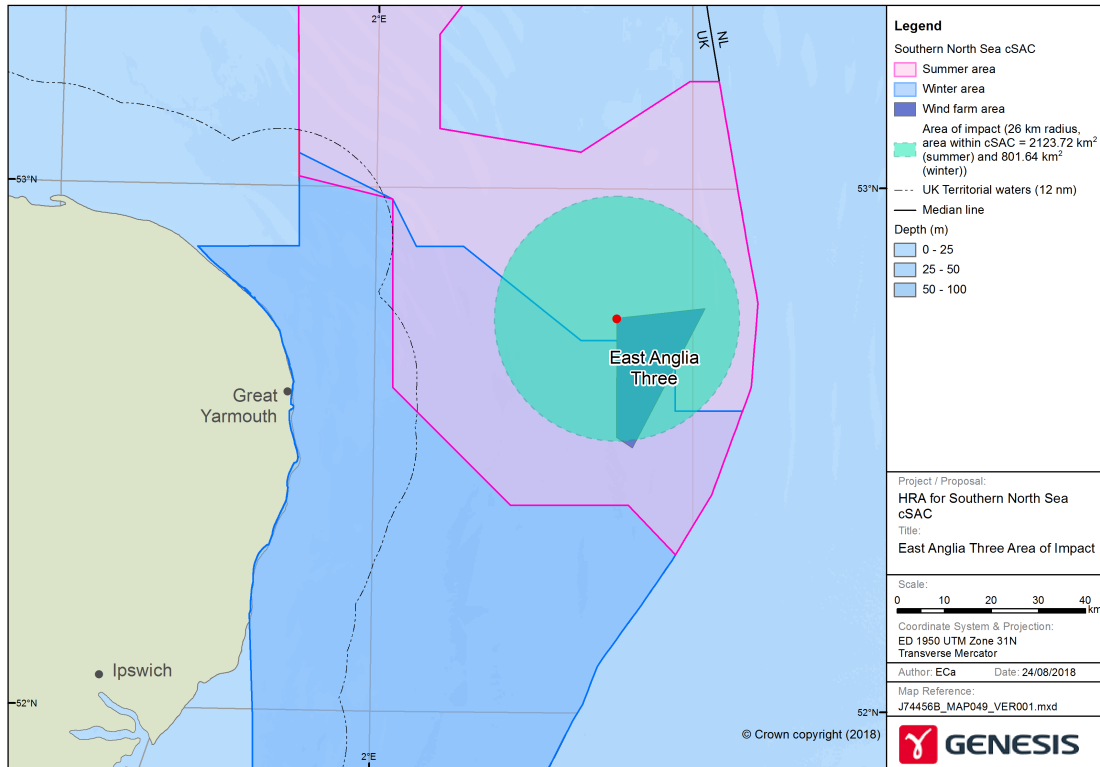 2°E
UK
NL
53°N
53°N
East Anglia
Three
Great
Yarmouth
Ipswich
52°N
52°N
2°E
© Crown copyright (2018)
Legend
Southern North Sea cSAC
Summer area
Winter area
Wind farm area
Area of impact (26 km radius,
area within cSAC = 2123.72 km²
(summer) and 801.64 km²
(winter))
UK Territorial waters (12 nm)
Median line
Depth (m)
0 - 25
25 - 50
50 - 100
Project / Proposal:
HRA for Southern North Sea
cSAC
Title:
East Anglia Three Area of Impact
Scale:
0 10 20 30 40
km
Coordinate System & Projection:
ED 1950 UTM Zone 31N
Transverse Mercator
Author: ECa Date: 24/08/2018
Map Reference:
J74456B_MAP049_VER001.mxd
GENESIS